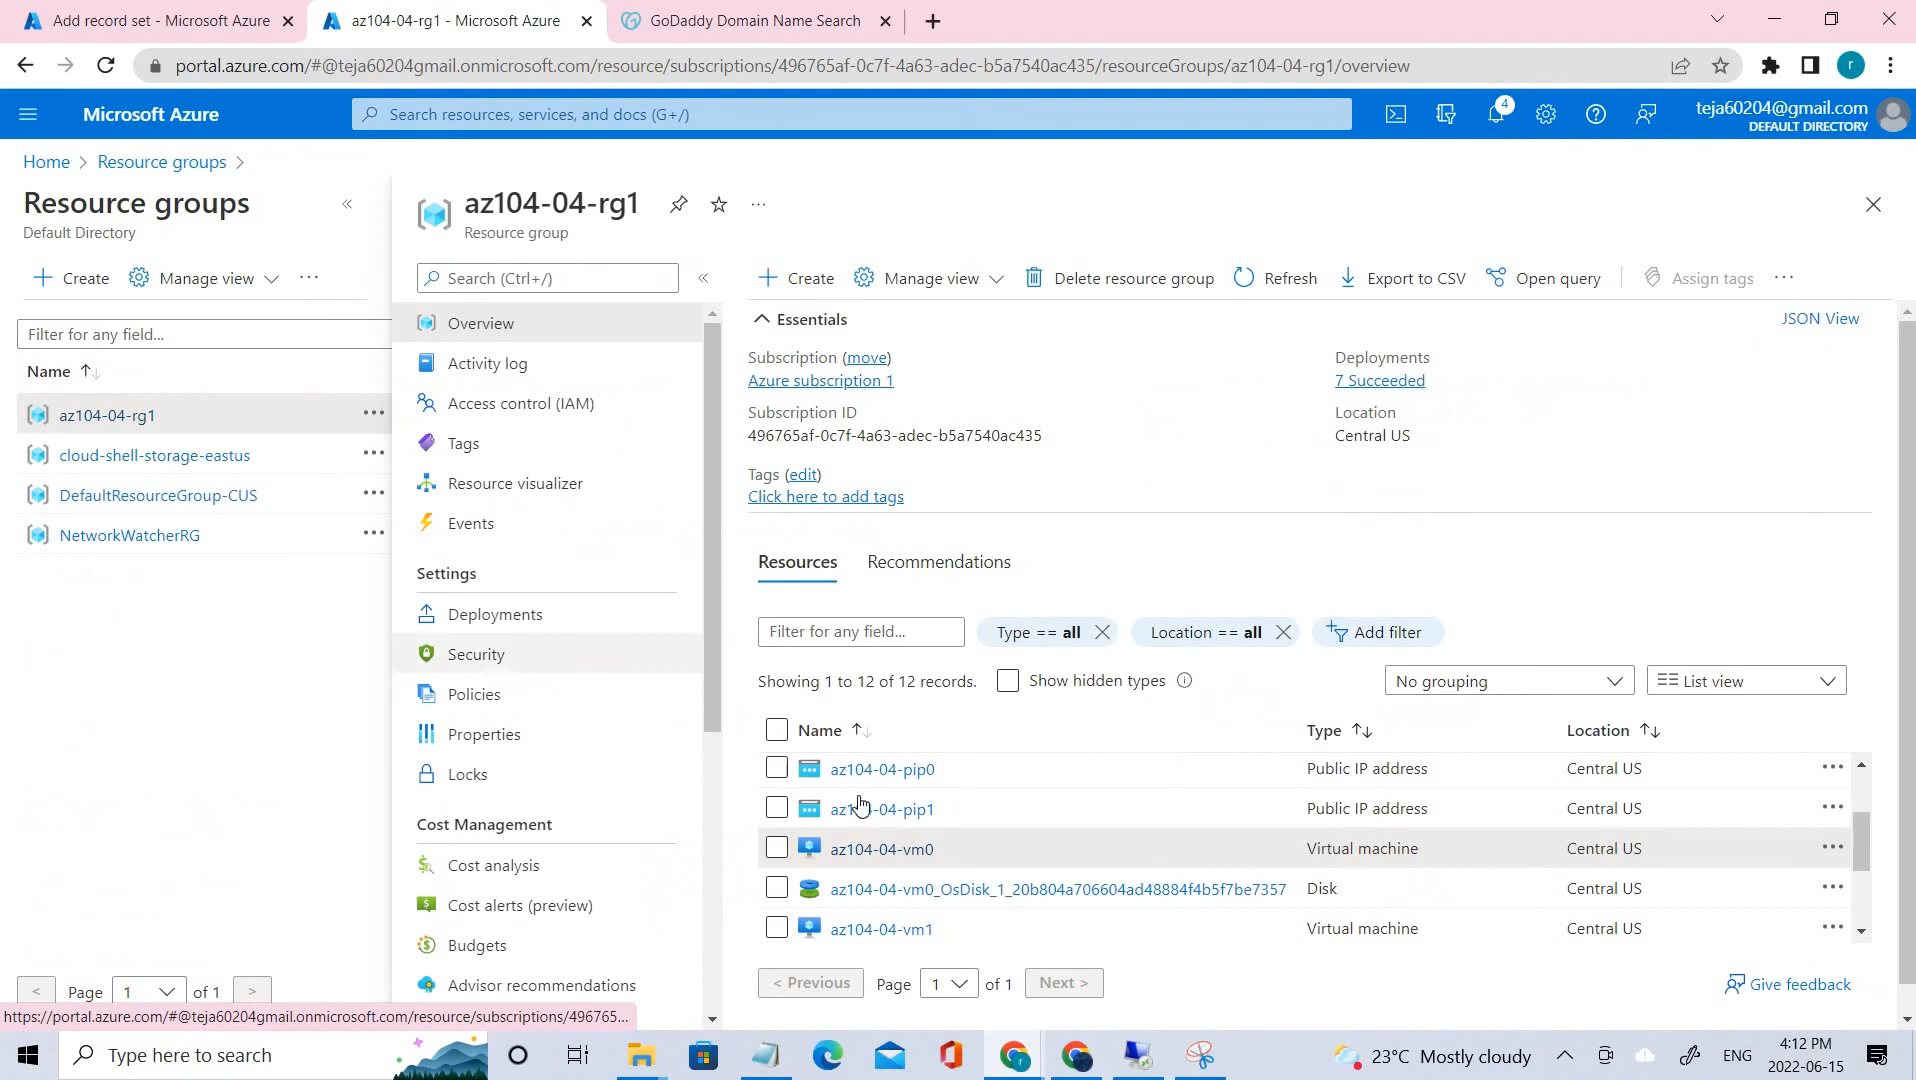 Add record set - Microsoft Azure
az104-04-rg1 - Microsoft Azure
GoDaddy Domain Name Search
portal.azure.com/#@teja60204gmail.onmicrosoft.com/resource/subscriptions/496765af-0c7f-4a63-adec-b5a7540ac435/resourceGroups/az104-04-rg1/overview
r
Microsoft Azure
Search resources, services, and docs (G+/)
4
teja60204@gmail.com
DEFAULT DIRECTORY
Home > Resource groups >
Resource groups
Default Directory
Create
Manage view
Filter for any field...
Name
az104-04-rg1
cloud-shell-storage-eastus
DefaultResourceGroup-CUS
NetworkWatcherRG
< Page 1 of 1 >
az104-04-rg1
Resource group
Search (Ctrl+/)
Overview
Activity log
Access control (IAM)
Tags
Resource visualizer
Events
Settings
Deployments
Security
Policies
Properties
Locks
Cost Management
Cost analysis
Cost alerts (preview)
Budgets
Advisor recommendations
Create
Manage view
Delete resource group
Refresh
Export to CSV
Open query
Assign tags
Essentials
JSON View
Subscription (move)
Azure subscription 1
Subscription ID
496765af-0c7f-4a63-adec-b5a7540ac435
Tags (edit)
Click here to add tags
Deployments
7 Succeeded
Location
Central US
Resources
Recommendations
Filter for any field...
Type == all
Location == all
Add filter
Showing 1 to 12 of 12 records.
Show hidden types
No grouping
List view
Name Type Location
az104-04-pip0 Public IP address Central US
az104-04-pip1 Public IP address Central US
az104-04-vm0 Virtual machine Central US
az104-04-vm0_OsDisk_1_20b804a706604ad48884f4b5f7be7357 Disk Central US
az104-04-vm1 Virtual machine Central US
< Previous Page 1 of 1 Next >
Give feedback
https://portal.azure.com/#@teja60204gmail.onmicrosoft.com/resource/subscriptions/496765...
Type here to search
23°C Mostly cloudy
ENG
4:12 PM
2022-06-15